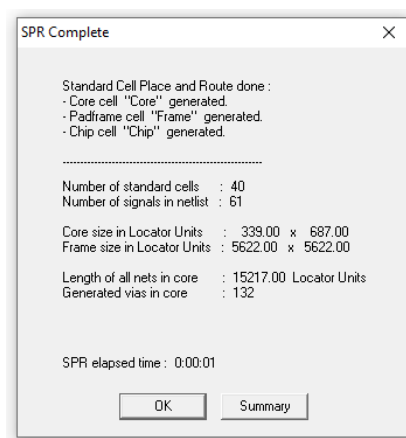 SPR Complete
Standard Cell Place and Route done :
- Core cell "Core" generated.
- Padframe cell "Frame" generated.
- Chip cell "Chip" generated.
--------------------------------------------------------
Number of standard cells : 40
Number of signals in netlist : 61
Core size in Locator Units : 339.00 x 687.00
Frame size in Locator Units : 5622.00 x 5622.00
Length of all nets in core : 15217.00 Locator Units
Generated vias in core : 132
SPR elapsed time : 0:00:01
OK Summary